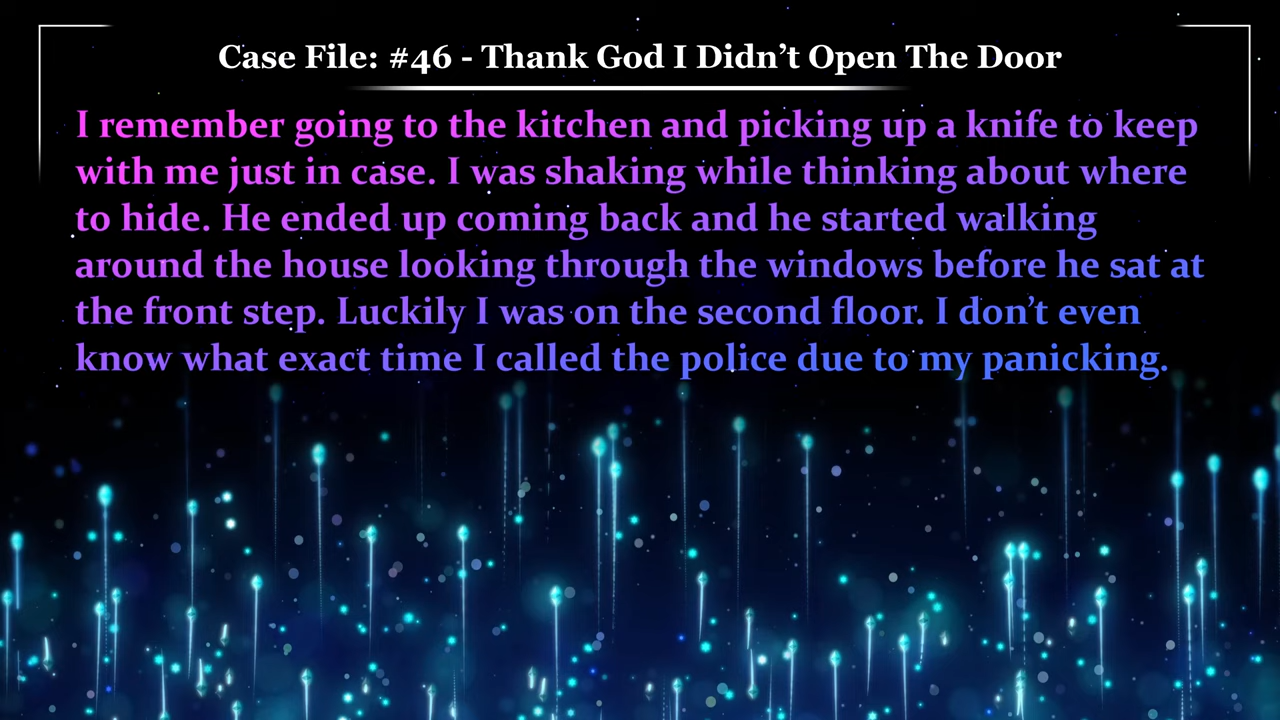 Case File: #46 - Thank God I Didn’t Open The Door
I remember going to the kitchen and picking up a knife to keep
with me just in case. I was shaking while thinking about where
to hide. He ended up coming back and he started walking
around the house looking through the windows before he sat at
the front step. Luckily I was on the second floor. I don’t even
know what exact time I called the police due to my panicking.